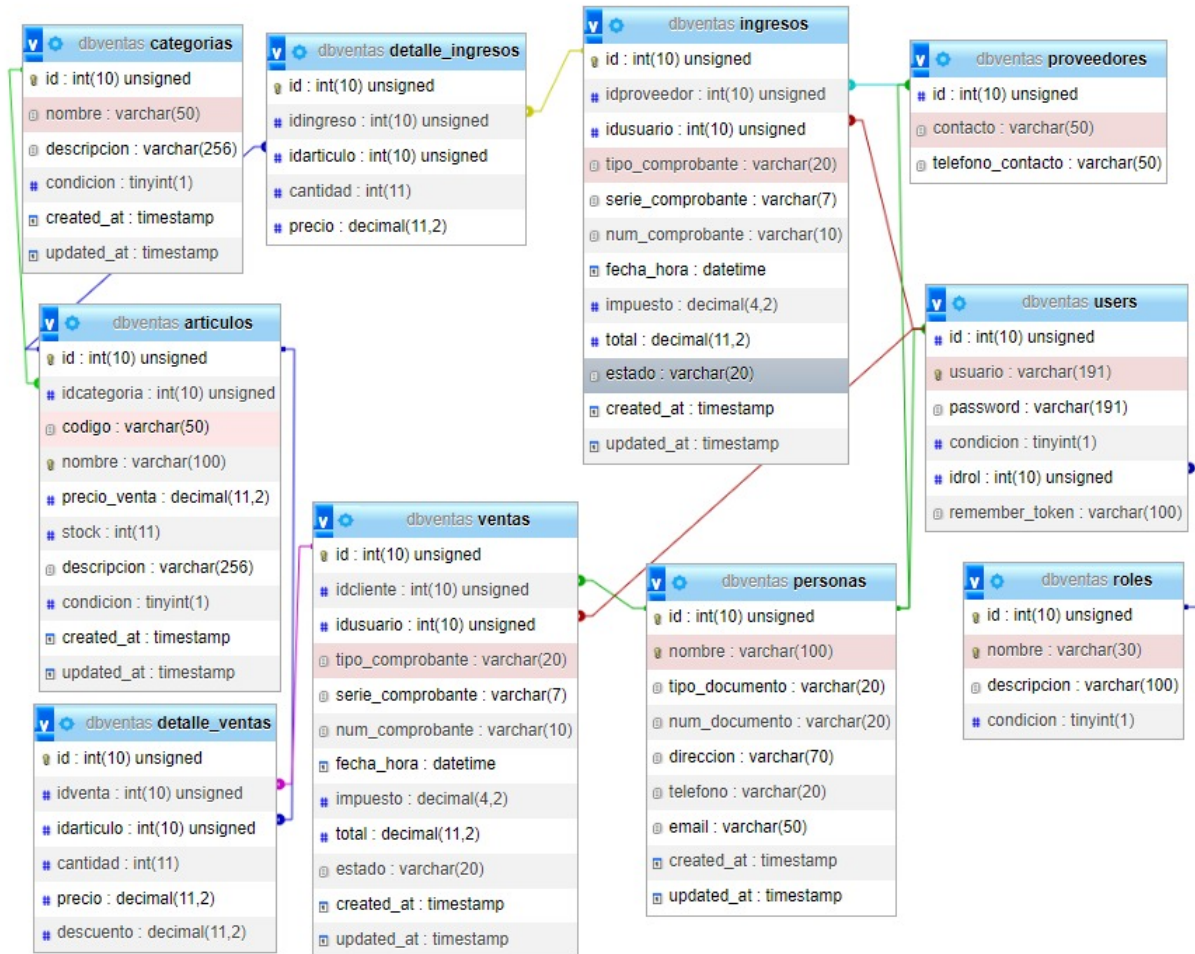 dbventas categorias
id : int(10) unsigned
nombre : varchar(50)
descripcion : varchar(256)
condicion : tinyint(1)
created_at : timestamp
updated_at : timestamp
dbventas detalle_ingresos
id : int(10) unsigned
idingreso : int(10) unsigned
idarticulo : int(10) unsigned
cantidad : int(11)
precio : decimal(11,2)
dbventas ingresos
id : int(10) unsigned
idproveedor : int(10) unsigned
idusuario : int(10) unsigned
tipo_comprobante : varchar(20)
serie_comprobante : varchar(7)
num_comprobante : varchar(10)
fecha_hora : datetime
impuesto : decimal(4,2)
total : decimal(11,2)
estado : varchar(20)
created_at : timestamp
updated_at : timestamp
dbventas proveedores
id : int(10) unsigned
contacto : varchar(50)
telefono_contacto : varchar(50)
dbventas articulos
id : int(10) unsigned
idcategoria : int(10) unsigned
codigo : varchar(50)
nombre : varchar(100)
precio_venta : decimal(11,2)
stock : int(11)
descripcion : varchar(256)
condicion : tinyint(1)
created_at : timestamp
updated_at : timestamp
dbventas users
id : int(10) unsigned
usuario : varchar(191)
password : varchar(191)
condicion : tinyint(1)
idrol : int(10) unsigned
remember_token : varchar(100)
dbventas ventas
id : int(10) unsigned
idcliente : int(10) unsigned
idusuario : int(10) unsigned
tipo_comprobante : varchar(20)
serie_comprobante : varchar(7)
num_comprobante : varchar(10)
fecha_hora : datetime
impuesto : decimal(4,2)
total : decimal(11,2)
estado : varchar(20)
created_at : timestamp
updated_at : timestamp
dbventas personas
id : int(10) unsigned
nombre : varchar(100)
tipo_documento : varchar(20)
num_documento : varchar(20)
direccion : varchar(70)
telefono : varchar(20)
email : varchar(50)
created_at : timestamp
updated_at : timestamp
dbventas roles
id : int(10) unsigned
nombre : varchar(30)
descripcion : varchar(100)
condicion : tinyint(1)
dbventas detalle_ventas
id : int(10) unsigned
idventa : int(10) unsigned
idarticulo : int(10) unsigned
cantidad : int(11)
precio : decimal(11,2)
descuento : decimal(11,2)